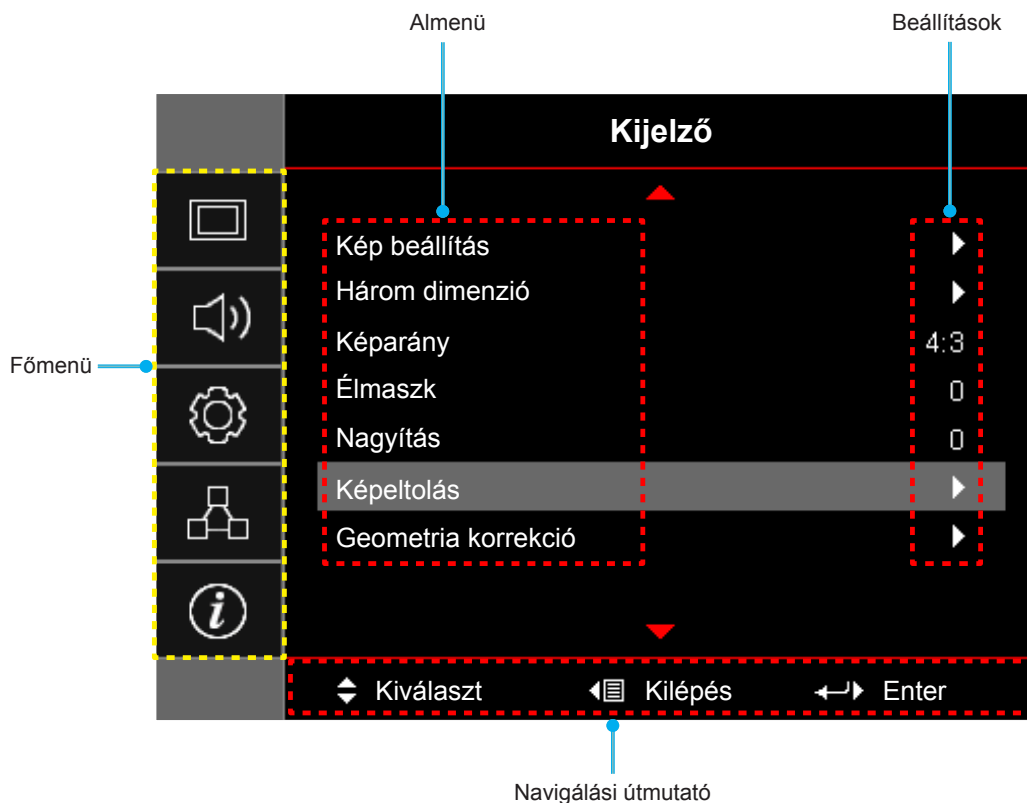 Almenü Beállítások
Kijelző
Kép beállítás
Három dimenzió
Képarány 4:3
Főmenü
Élmaszk 0
Nagyítás 0
Képeltolás
Geometria korrekció
i
Kiválaszt Kilépés Enter
Navigálási útmutató